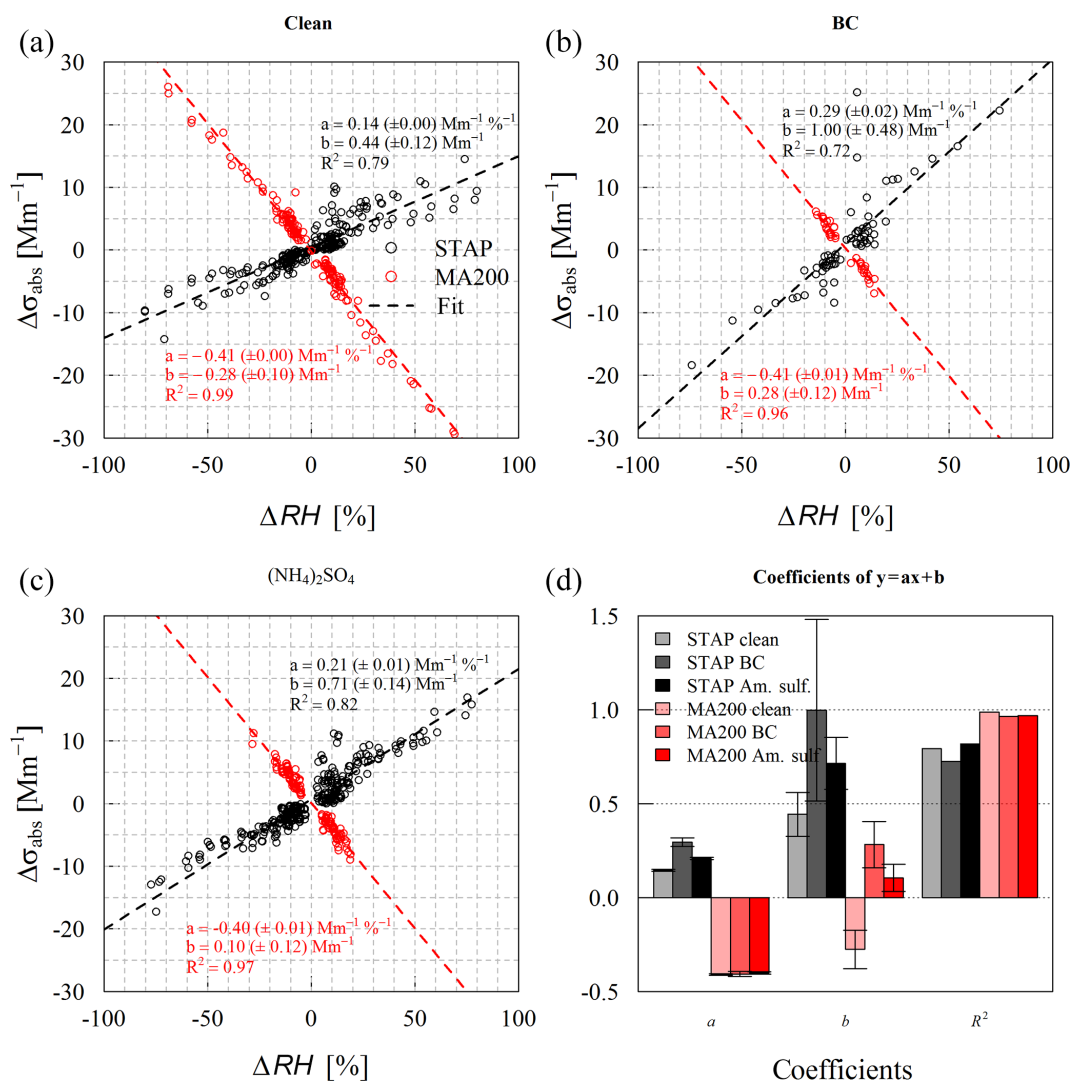 (a)
Clean
30
20
10
0
-10
-20
-30
Δσabs [Mm⁻¹]
a = 0.14 (±0.00) Mm⁻¹ %⁻¹
b = 0.44 (±0.12) Mm⁻¹
R² = 0.79
STAP
MA200
Fit
a = −0.41 (±0.00) Mm⁻¹ %⁻¹
b = −0.28 (±0.10) Mm⁻¹
R² = 0.99
-100 -50 0 50 100
ΔRH [%]
(b)
BC
30
20
10
0
-10
-20
-30
Δσabs [Mm⁻¹]
a = 0.29 (±0.02) Mm⁻¹ %⁻¹
b = 1.00 (± 0.48) Mm⁻¹
R² = 0.72
a = −0.41 (±0.01) Mm⁻¹ %⁻¹
b = 0.28 (±0.12) Mm⁻¹
R² = 0.96
-100 -50 0 50 100
ΔRH [%]
(c)
(NH₄)₂SO₄
30
20
10
0
-10
-20
-30
Δσabs [Mm⁻¹]
a = 0.21 (± 0.01) Mm⁻¹ %⁻¹
b = 0.71 (± 0.14) Mm⁻¹
R² = 0.82
a = -0.40 (± 0.01) Mm⁻¹ %⁻¹
b = 0.10 (± 0.12) Mm⁻¹
R² = 0.97
-100 -50 0 50 100
ΔRH [%]
(d)
Coefficients of y=ax+b
1.5
1.0
0.5
0.0
-0.5
STAP clean
STAP BC
STAP Am. sulf.
MA200 clean
MA200 BC
MA200 Am. sulf
a b R²
Coefficients